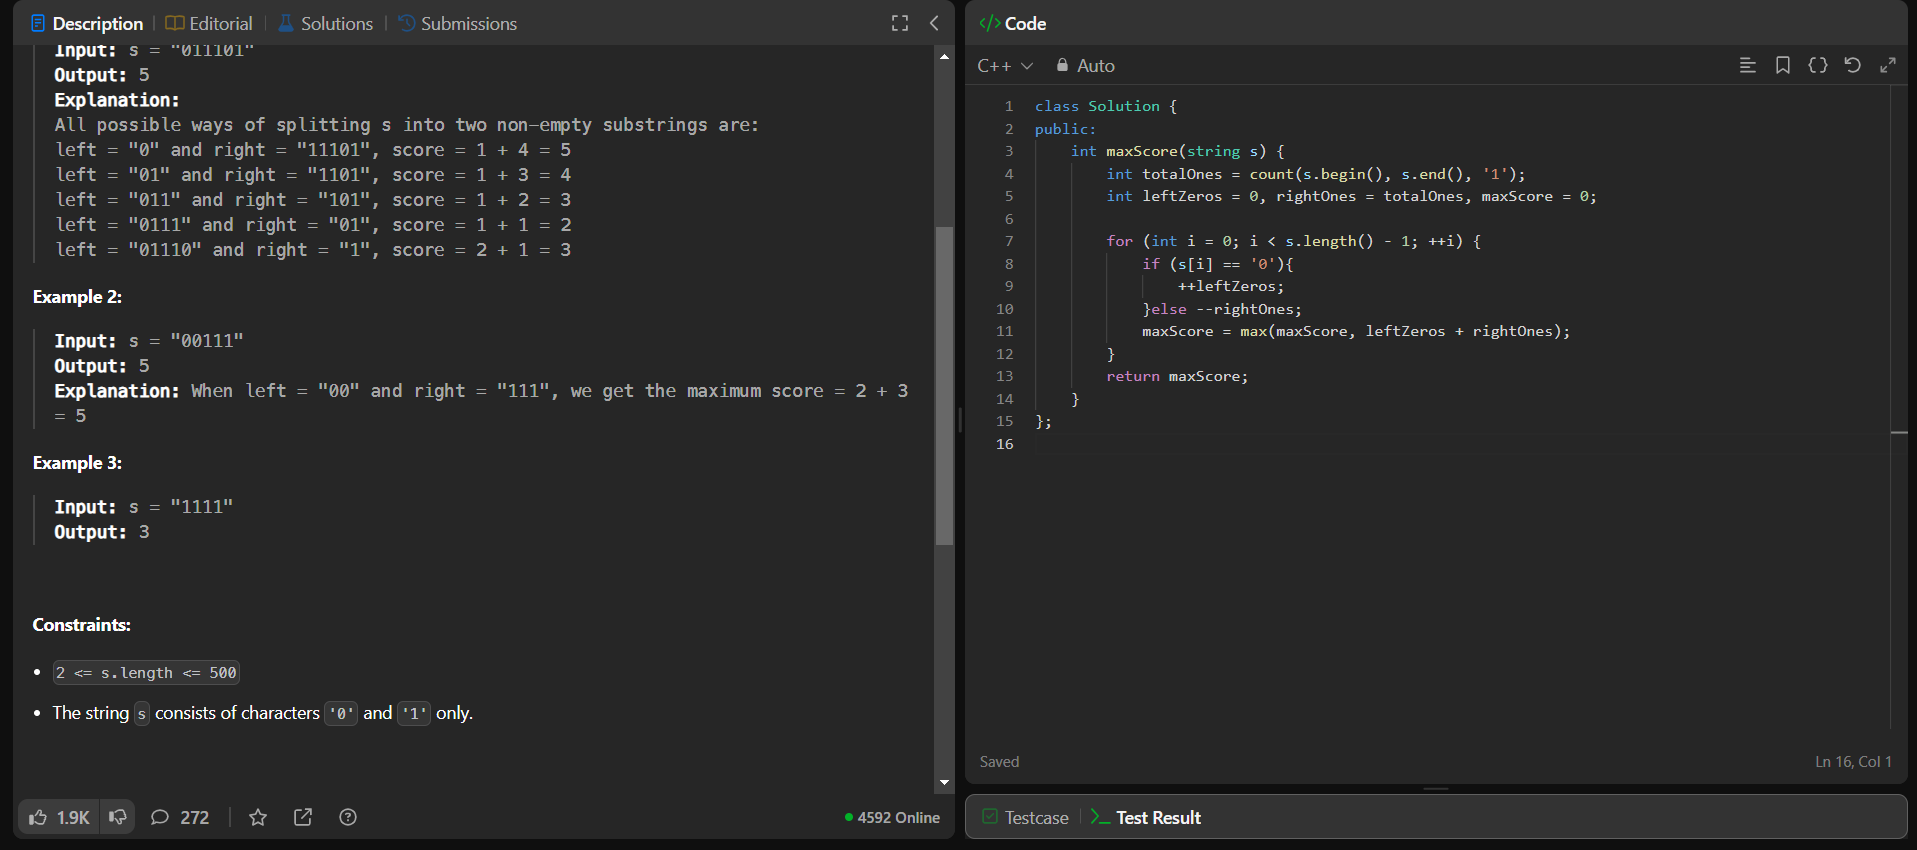 Description
Editorial
Solutions
Submissions
Input: s = "011101"
Output: 5
Explanation:
All possible ways of splitting s into two non-empty substrings are:
left = "0" and right = "11101", score = 1 + 4 = 5
left = "01" and right = "1101", score = 1 + 3 = 4
left = "011" and right = "101", score = 1 + 2 = 3
left = "0111" and right = "01", score = 1 + 1 = 2
left = "01110" and right = "1", score = 2 + 1 = 3
Example 2:
Input: s = "00111"
Output: 5
Explanation: When left = "00" and right = "111", we get the maximum score = 2 + 3
= 5
Example 3:
Input: s = "1111"
Output: 3
Constraints:
• 2 <= s.length <= 500
• The string s consists of characters '0' and '1' only.
1.9K
272
4592 Online
</> Code
C++
Auto
1 class Solution {
2 public:
3     int maxScore(string s) {
4         int totalOnes = count(s.begin(), s.end(), '1');
5         int leftZeros = 0, rightOnes = totalOnes, maxScore = 0;
6
7         for (int i = 0; i < s.length() - 1; ++i) {
8             if (s[i] == '0'){
9                 ++leftZeros;
10             }else --rightOnes;
11             maxScore = max(maxScore, leftZeros + rightOnes);
12         }
13         return maxScore;
14     }
15 };
16
Saved
Ln 16, Col 1
Testcase
Test Result